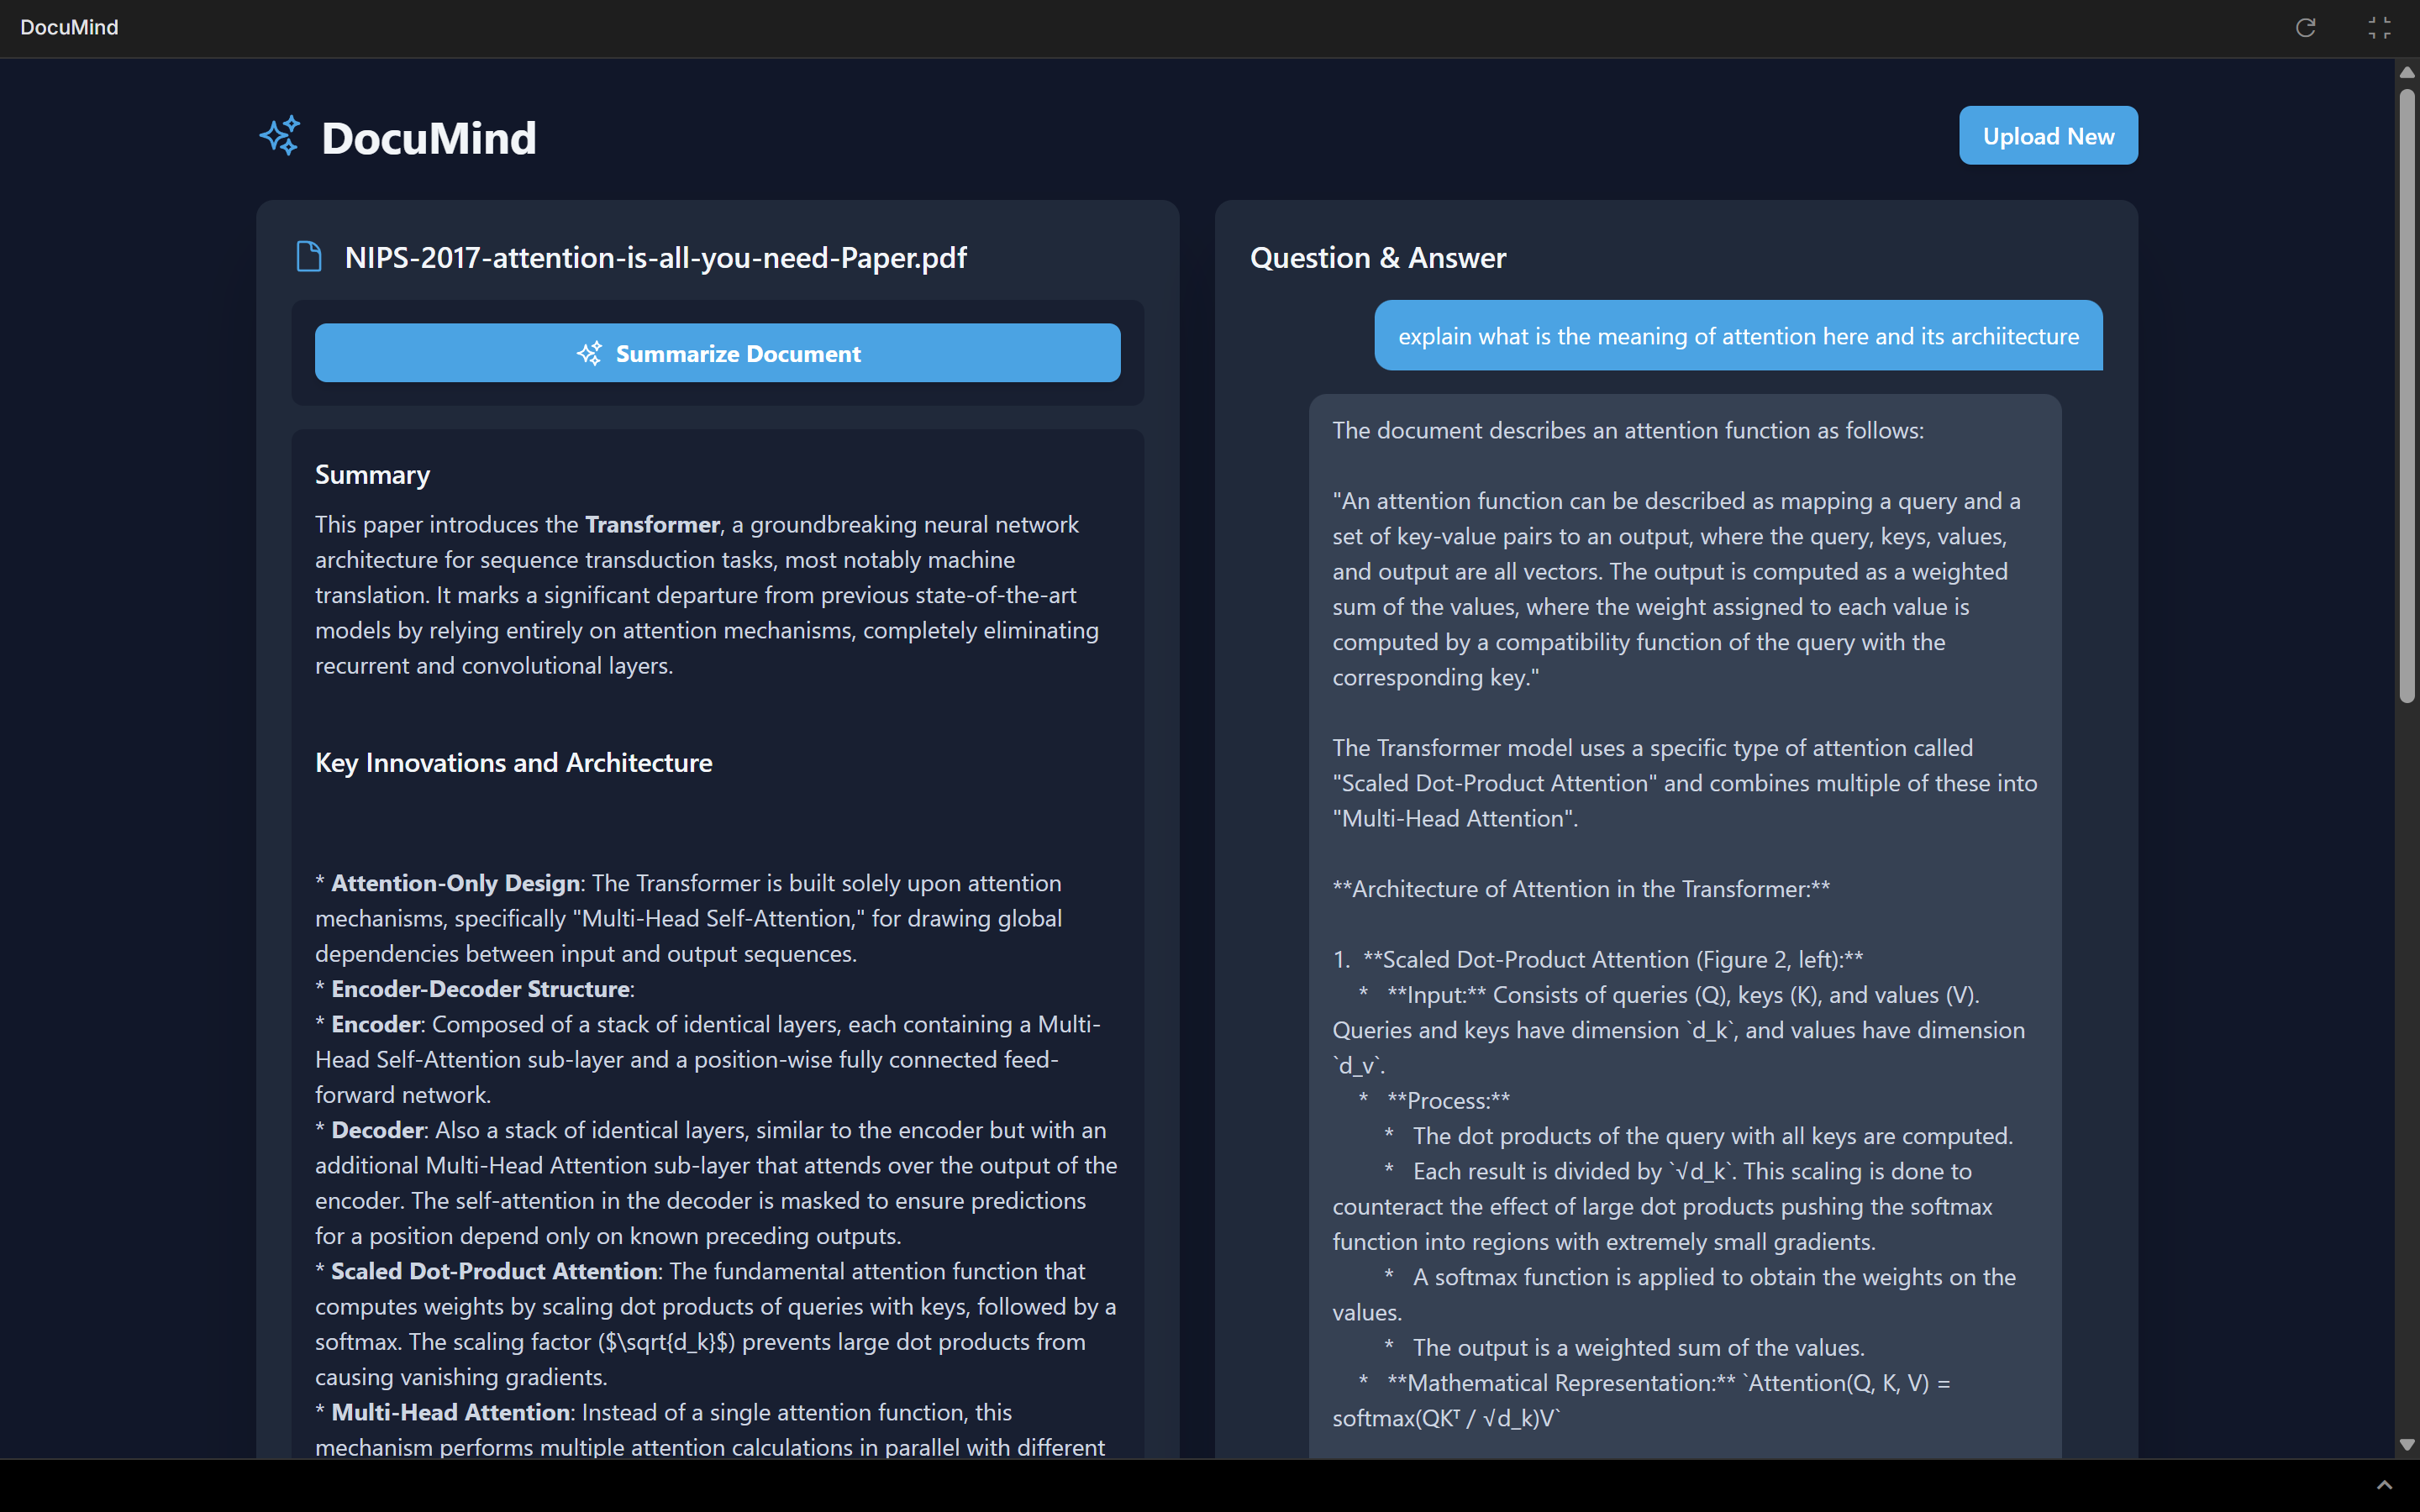 DocuMind
DocuMind
Upload New
NIPS-2017-attention-is-all-you-need-Paper.pdf
Summarize Document
Summary
This paper introduces the Transformer, a groundbreaking neural network
architecture for sequence transduction tasks, most notably machine
translation. It marks a significant departure from previous state-of-the-art
models by relying entirely on attention mechanisms, completely eliminating
recurrent and convolutional layers.
Key Innovations and Architecture
* Attention-Only Design: The Transformer is built solely upon attention
mechanisms, specifically "Multi-Head Self-Attention," for drawing global
dependencies between input and output sequences.
* Encoder-Decoder Structure:
* Encoder: Composed of a stack of identical layers, each containing a Multi-
Head Self-Attention sub-layer and a position-wise fully connected feed-
forward network.
* Decoder: Also a stack of identical layers, similar to the encoder but with an
additional Multi-Head Attention sub-layer that attends over the output of the
encoder. The self-attention in the decoder is masked to ensure predictions
for a position depend only on known preceding outputs.
* Scaled Dot-Product Attention: The fundamental attention function that
computes weights by scaling dot products of queries with keys, followed by a
softmax. The scaling factor ($\sqrt{d_k}$) prevents large dot products from
causing vanishing gradients.
* Multi-Head Attention: Instead of a single attention function, this
mechanism performs multiple attention calculations in parallel with different
Question & Answer
explain what is the meaning of attention here and its archiitecture
The document describes an attention function as follows:
"An attention function can be described as mapping a query and a
set of key-value pairs to an output, where the query, keys, values,
and output are all vectors. The output is computed as a weighted
sum of the values, where the weight assigned to each value is
computed by a compatibility function of the query with the
corresponding key."
The Transformer model uses a specific type of attention called
"Scaled Dot-Product Attention" and combines multiple of these into
"Multi-Head Attention".
**Architecture of Attention in the Transformer:**
1. **Scaled Dot-Product Attention (Figure 2, left):**
* **Input:** Consists of queries (Q), keys (K), and values (V).
Queries and keys have dimension `d_k`, and values have dimension
`d_v`.
* **Process:**
* The dot products of the query with all keys are computed.
* Each result is divided by `√d_k`. This scaling is done to
counteract the effect of large dot products pushing the softmax
function into regions with extremely small gradients.
* A softmax function is applied to obtain the weights on the
values.
* The output is a weighted sum of the values.
* **Mathematical Representation:** `Attention(Q, K, V) =
softmax(QKᵀ / √d_k)V`